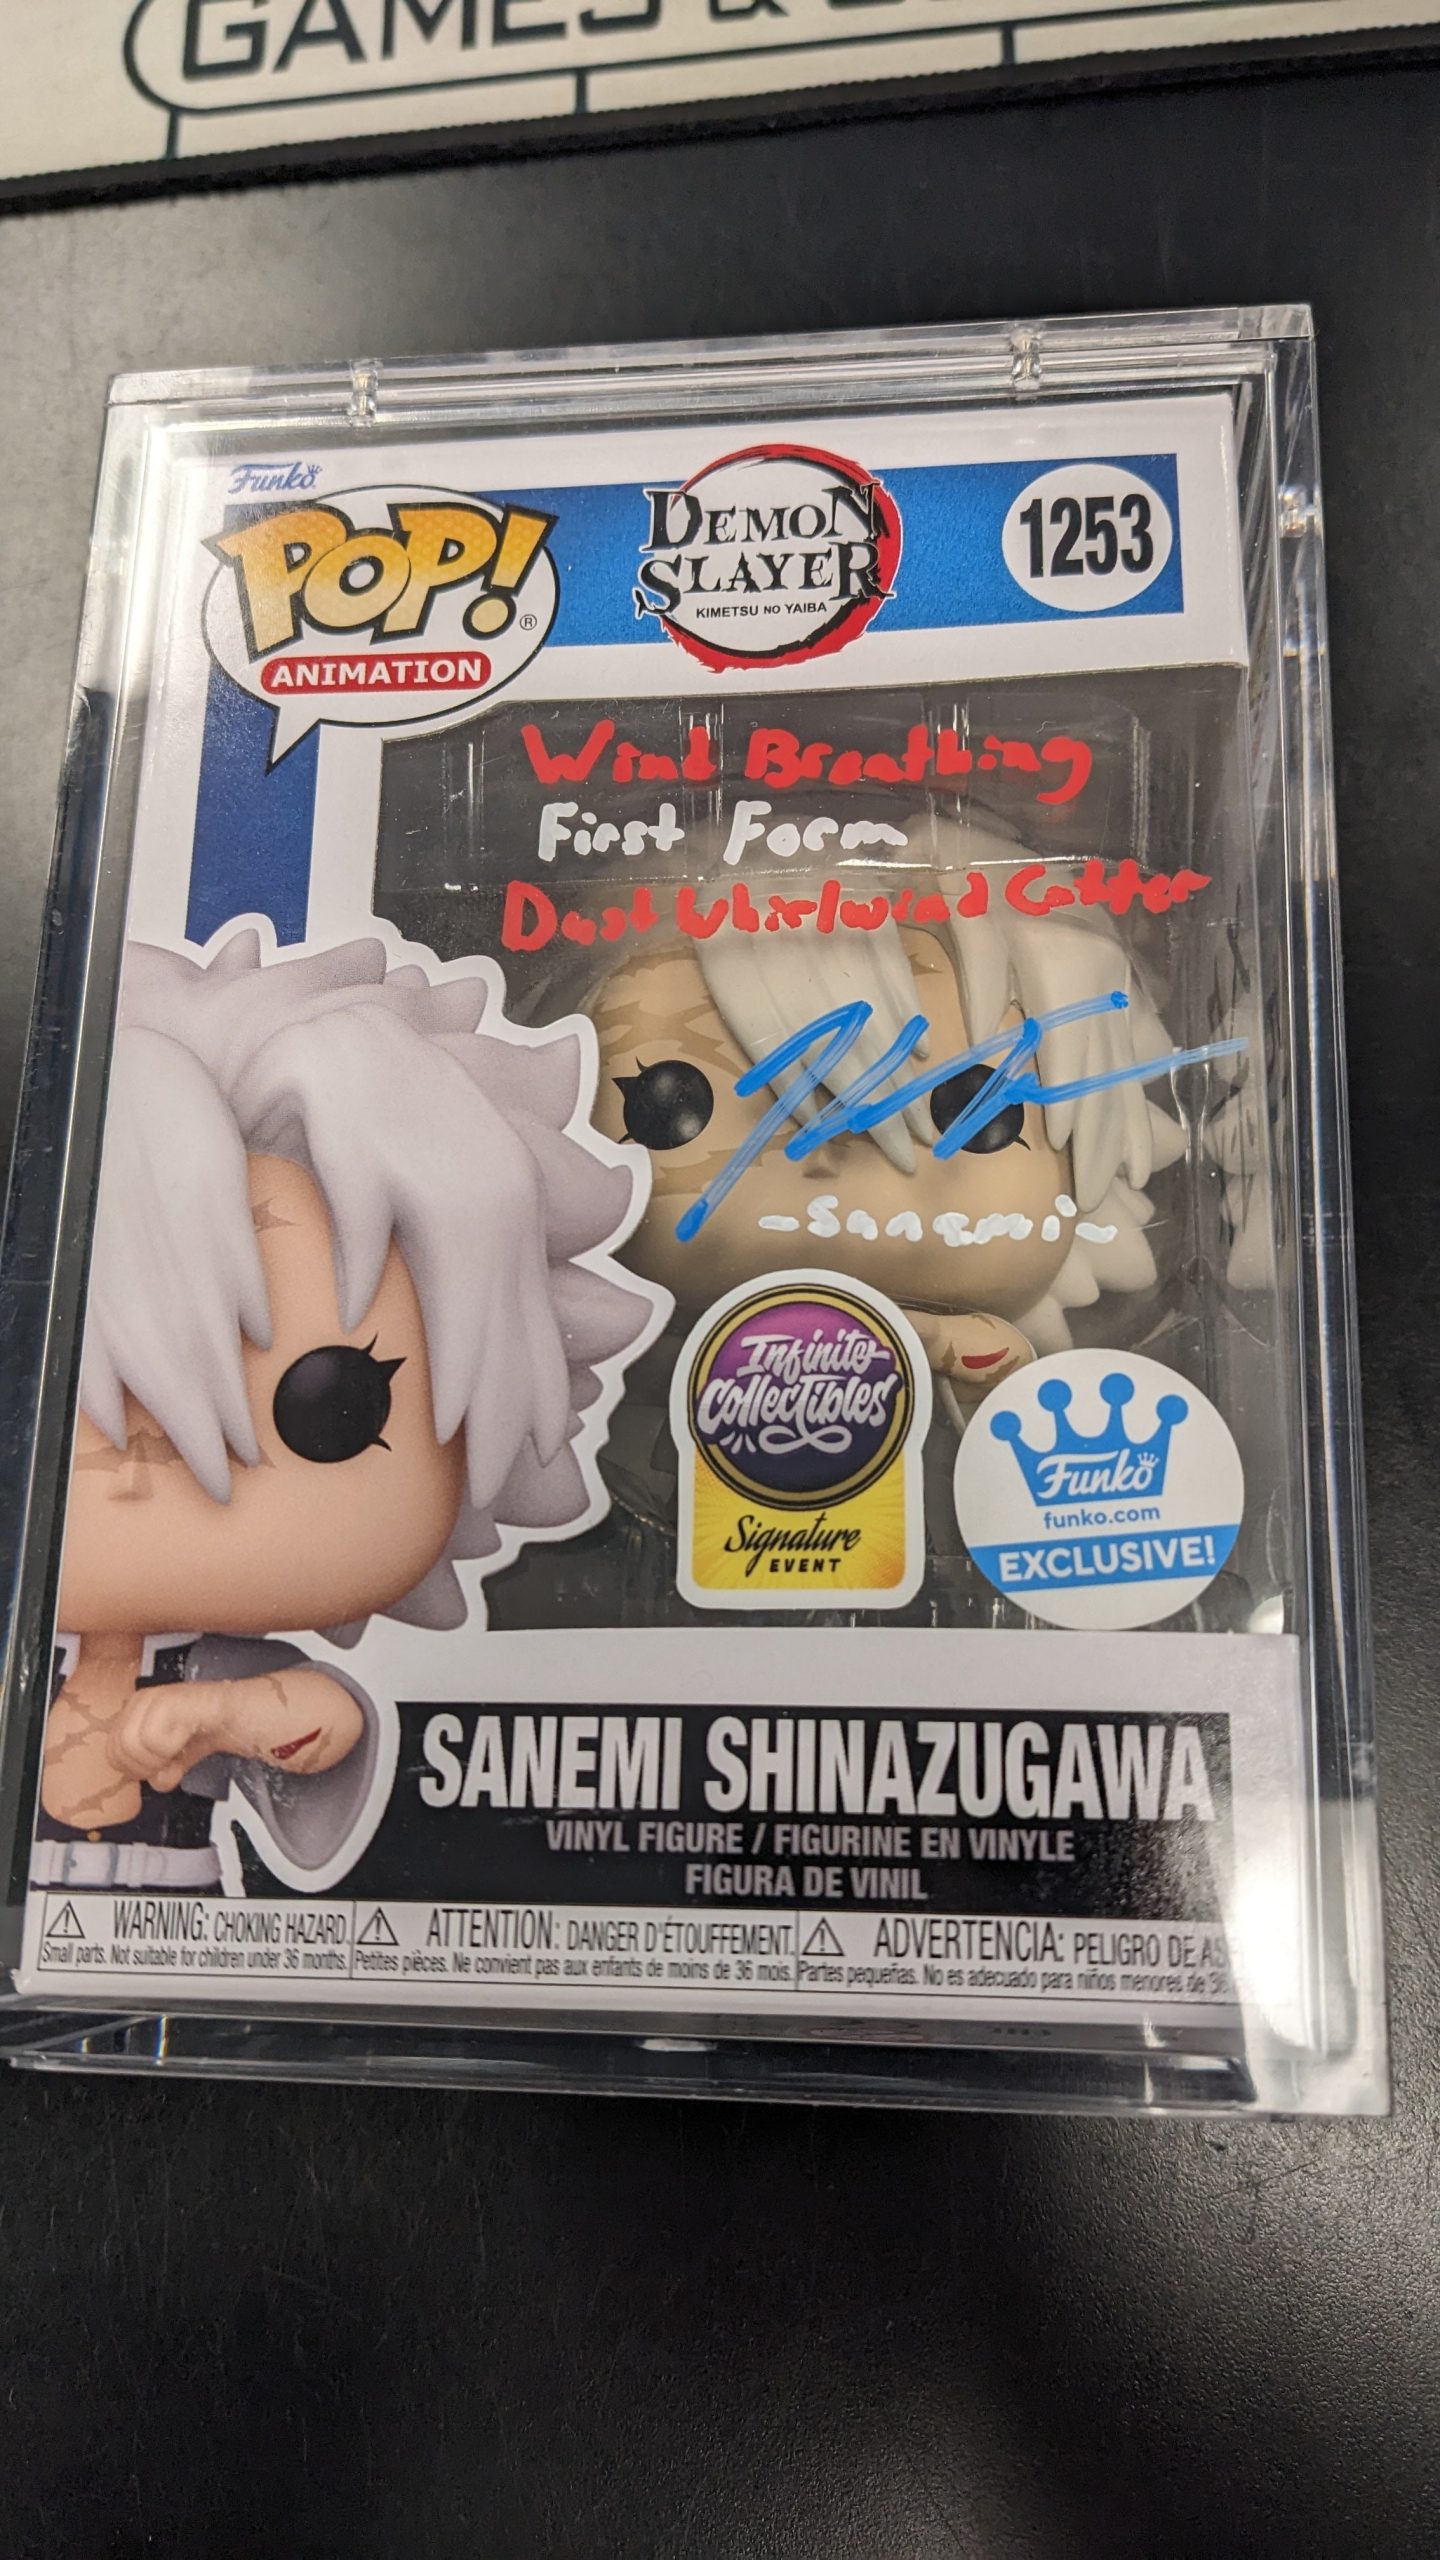 GAMES &
Funko
POP!®
ANIMATION
DEMON
SLAYER
KIMETSU NO YAIBA
1253
Wind Breathing
First Form
Dust Whirlwind Cutter
-Sanemi-
Infinite
Collectibles
Signature
EVENT
Funko
funko.com
EXCLUSIVE!
SANEMI SHINAZUGAWA
VINYL FIGURE / FIGURINE EN VINYLE
FIGURA DE VINIL
WARNING: CHOKING HAZARD.
Small parts. Not suitable for children under 36 months.
ATTENTION: DANGER D'ÉTOUFFEMENT.
Petites pièces. Ne convient pas aux enfants de moins de 36 mois.
ADVERTENCIA: PELIGRO DE AS
Partes pequeñas. No es adecuado para niños menores de 36